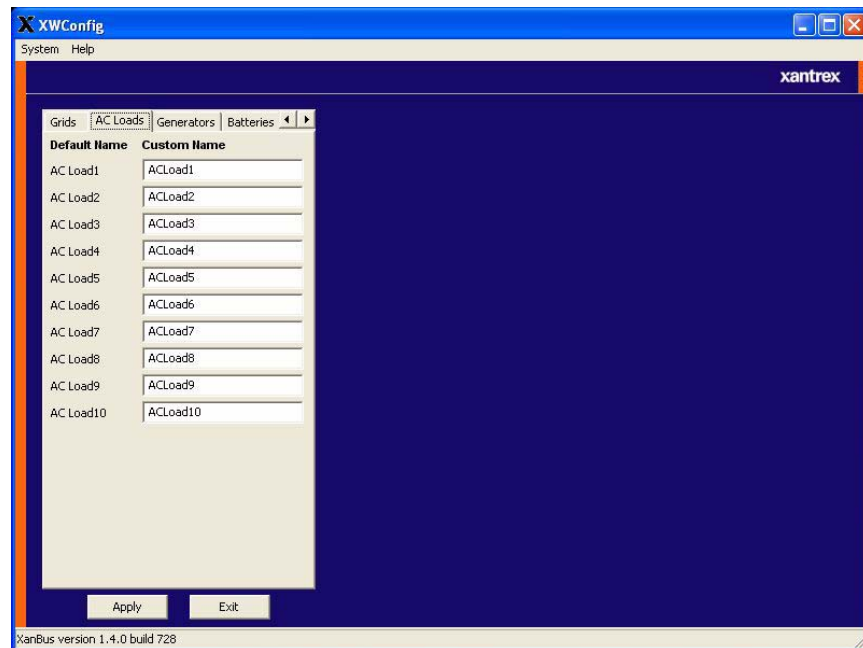 X XWConfig
System Help
xantrex
Grids AC Loads Generators Batteries
Default Name Custom Name
AC Load1 ACLoad1
AC Load2 ACLoad2
AC Load3 ACLoad3
AC Load4 ACLoad4
AC Load5 ACLoad5
AC Load6 ACLoad6
AC Load7 ACLoad7
AC Load8 ACLoad8
AC Load9 ACLoad9
AC Load10 ACLoad10
Apply Exit
XanBus version 1.4.0 build 728